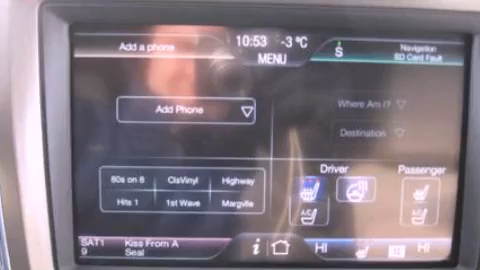 Add a phone
10:53 -3 °C
MENU
S
Navigation
SD Card Fault
Add Phone
Where Am I?
Destination
80s on 8 ClsVinyl Highway
Hits 1 1st Wave Margvlle
Driver Passenger
A/C A/C
SAT1
9
Kiss From A
Seal
i
HI HI